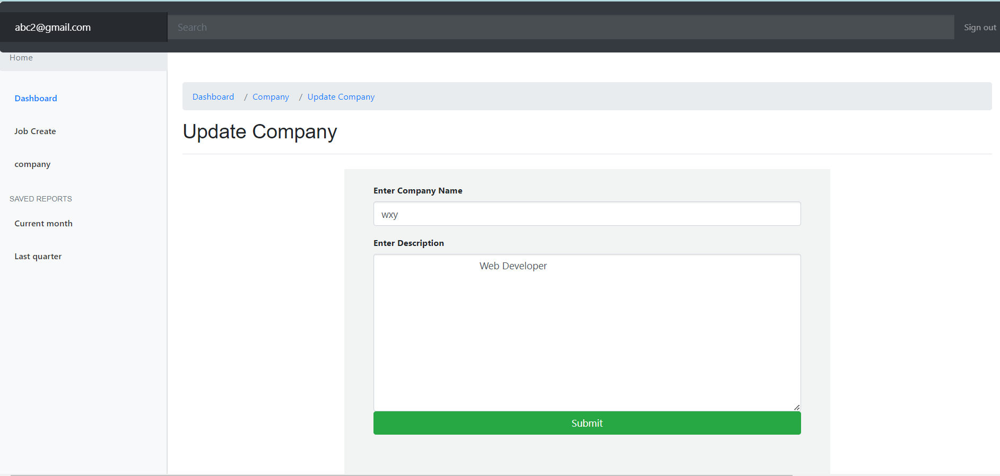 abc2@gmail.com
Search
Sign out
Home
Dashboard
Job Create
company
SAVED REPORTS
Current month
Last quarter
Dashboard / Company / Update Company
Update Company
Enter Company Name
wxy
Enter Description
Web Developer
Submit